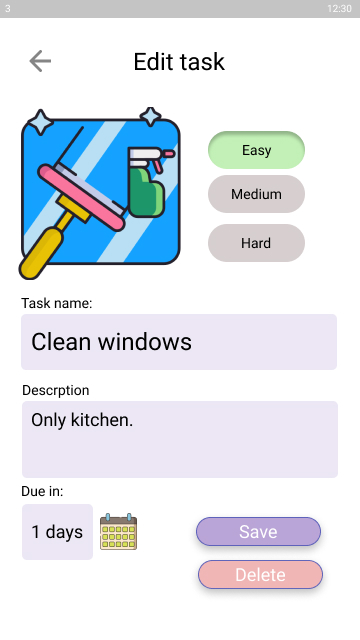 3 12:30
Edit task
Easy
Medium
Hard
Task name:
Clean windows
Descrption
Only kitchen.
Due in:
1 days
Save
Delete